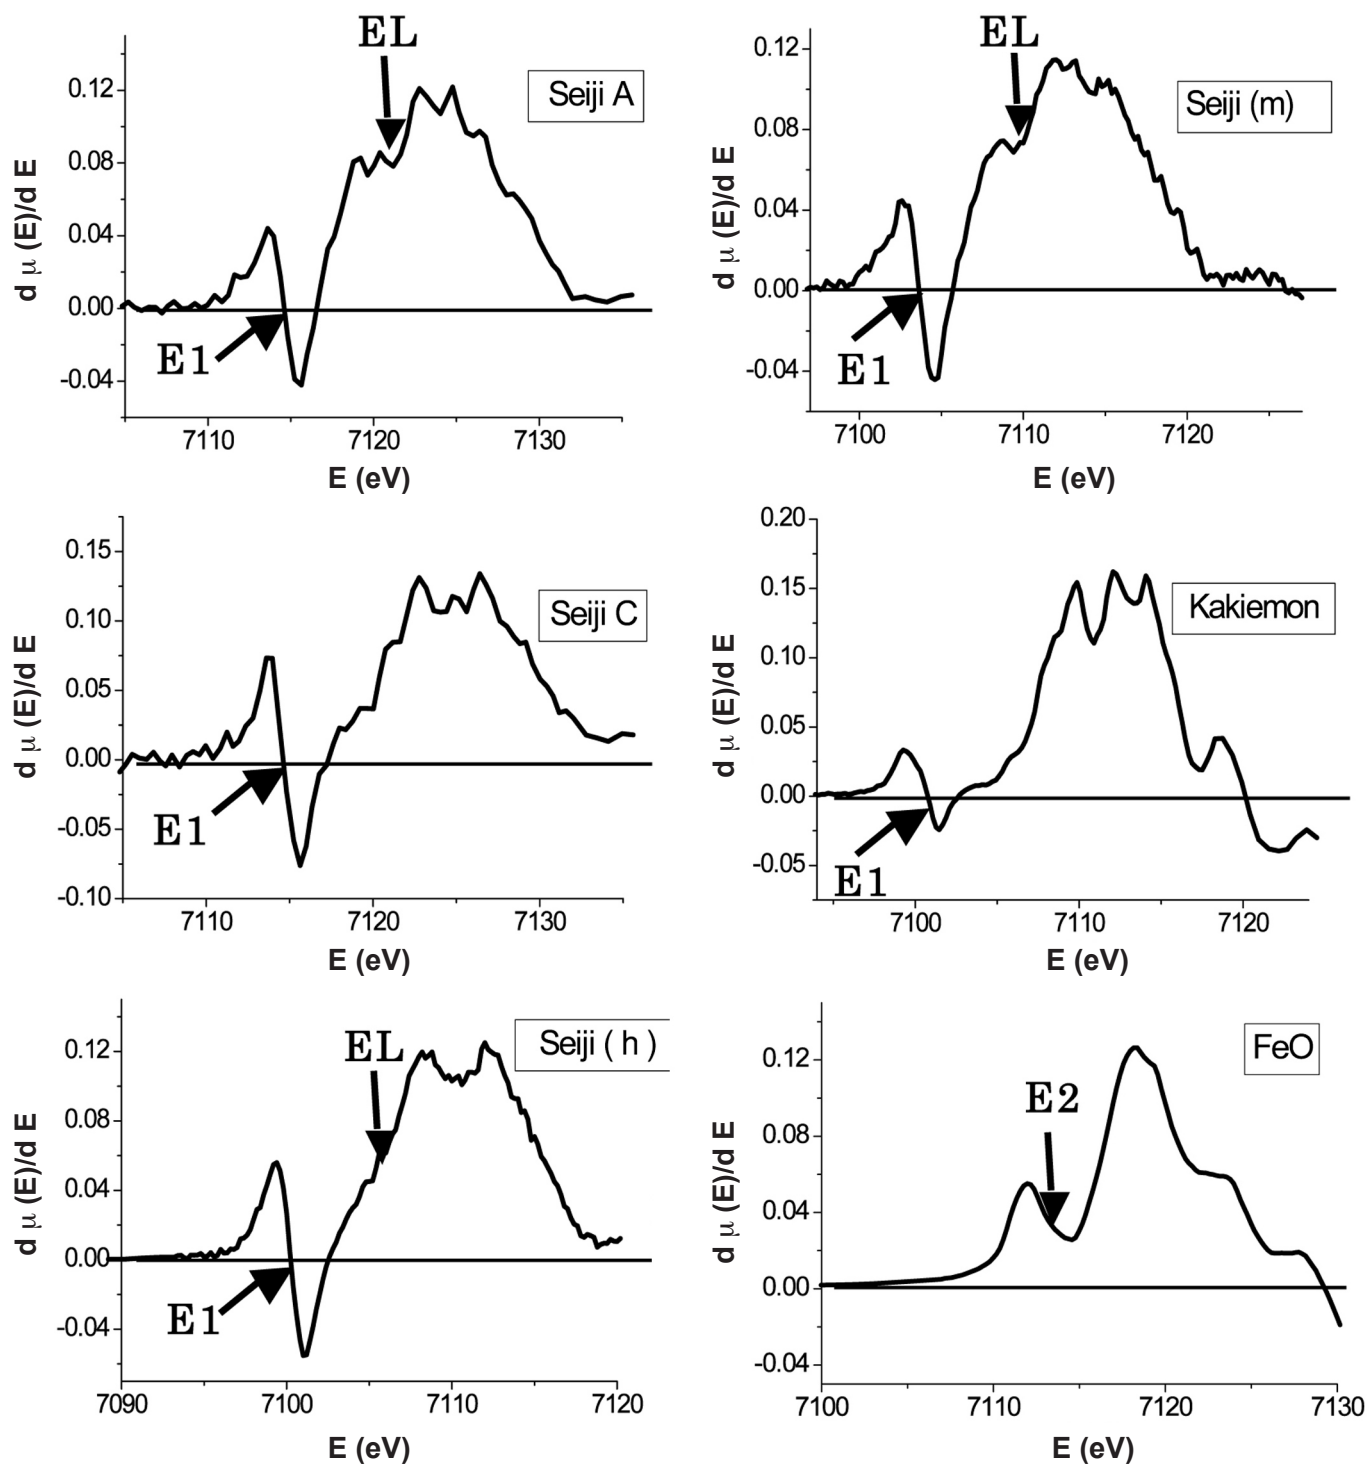 EL
0.12
Seiji A
0.08
0.04
0.00
-0.04
E1
d μ (E)/d E
7110
7120
7130
E (eV)
EL
0.12
Seiji (m)
0.08
0.04
0.00
-0.04
E1
d μ (E)/d E
7100
7110
7120
E (eV)
0.15
Seiji C
0.10
0.05
0.00
-0.05
-0.10
E1
d μ (E)/d E
7110
7120
7130
E (eV)
0.20
0.15
Kakiemon
0.10
0.05
0.00
-0.05
E1
d μ (E)/d E
7100
7110
7120
E (eV)
EL
Seiji ( h )
0.12
0.08
0.04
0.00
-0.04
E1
d μ (E)/d E
7090
7100
7110
7120
E (eV)
FeO
0.12
E2
0.08
0.04
0.00
-0.04
d μ (E)/d E
7100
7110
7120
7130
E (eV)